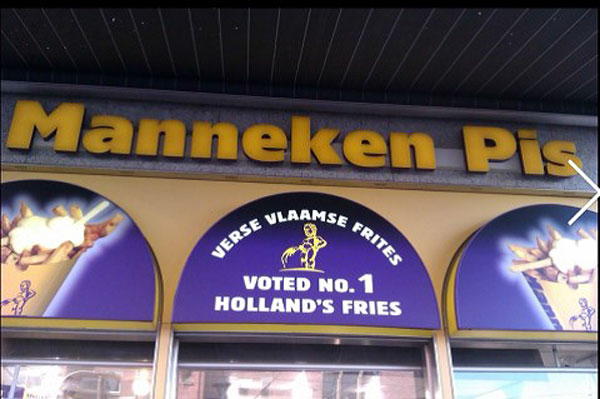 Manneken Pis
VERSE VLAAMSE FRITES
VOTED NO. 1
HOLLAND'S FRIES